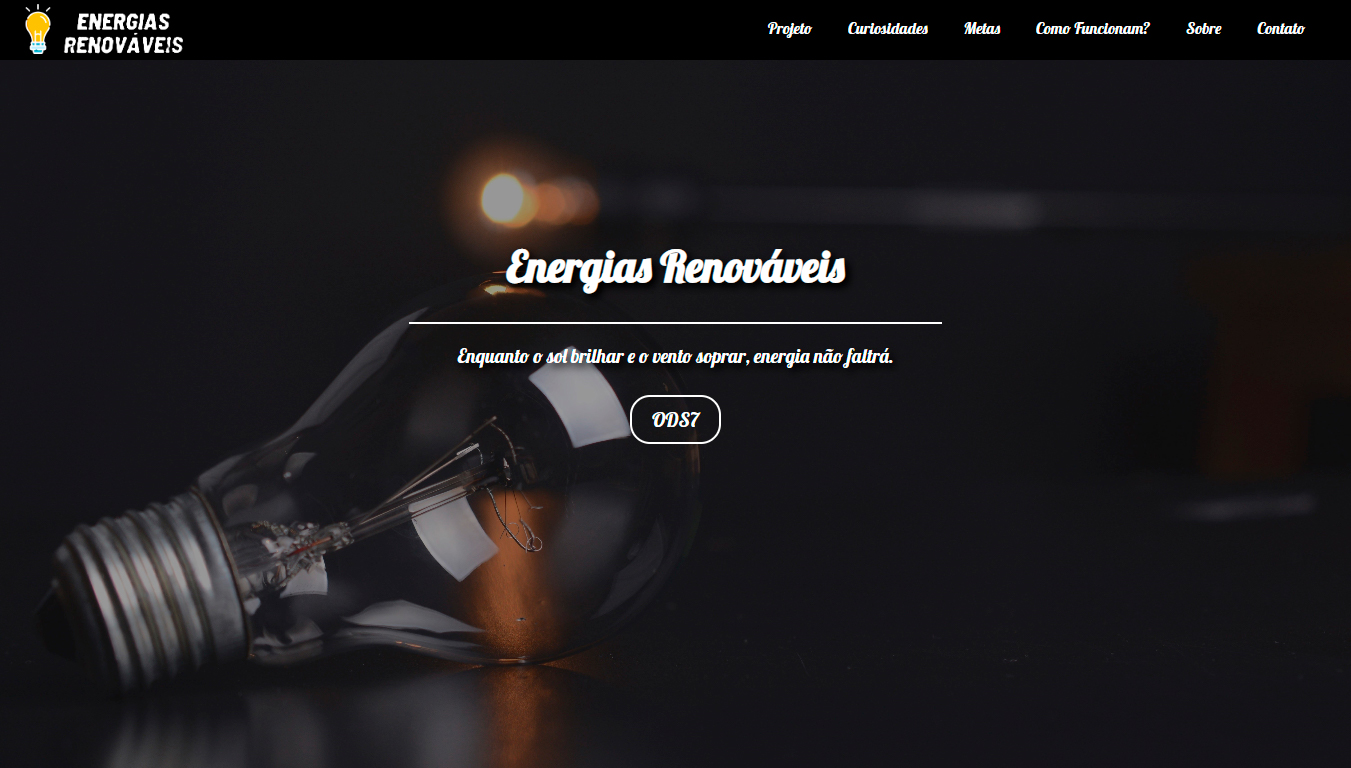 ENERGIAS
RENOVÁVEIS
Projeto Curiosidades Metas Como Funcionam? Sobre Contato
Energias Renováveis
Enquanto o sol brilhar e o vento soprar, energia não faltrá.
ODS7